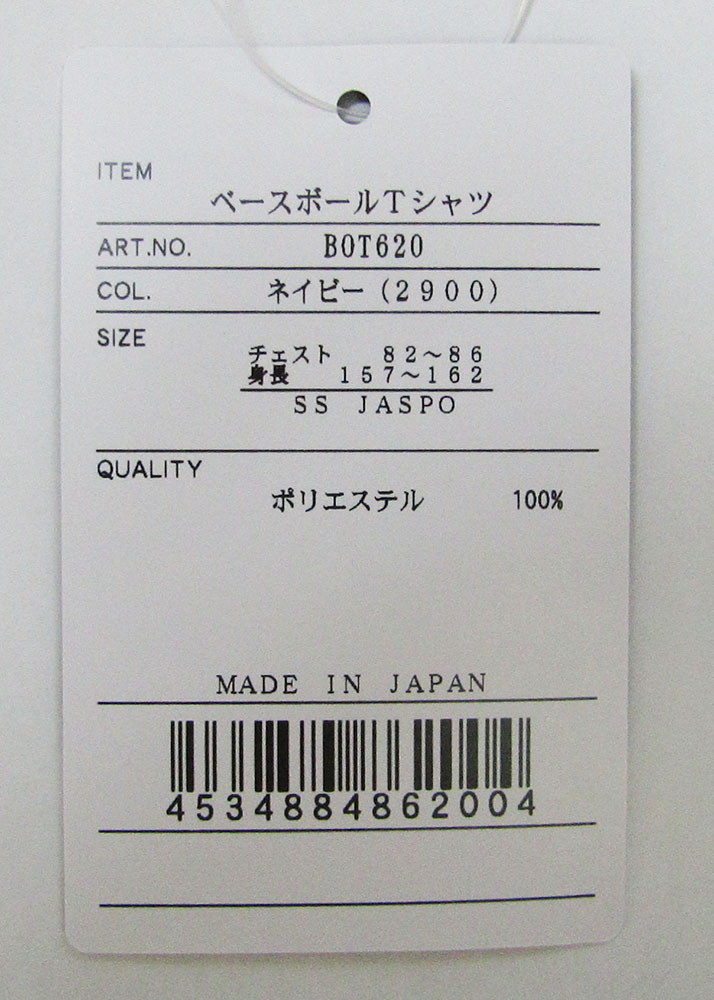 ITEM
ベースボールTシャツ
ART.NO. BOT620
COL. ネイビー(2900)
SIZE
チェスト 82～86
身長 157～162
SS JASPO
QUALITY
ポリエステル 100%
MADE IN JAPAN
4534884862004